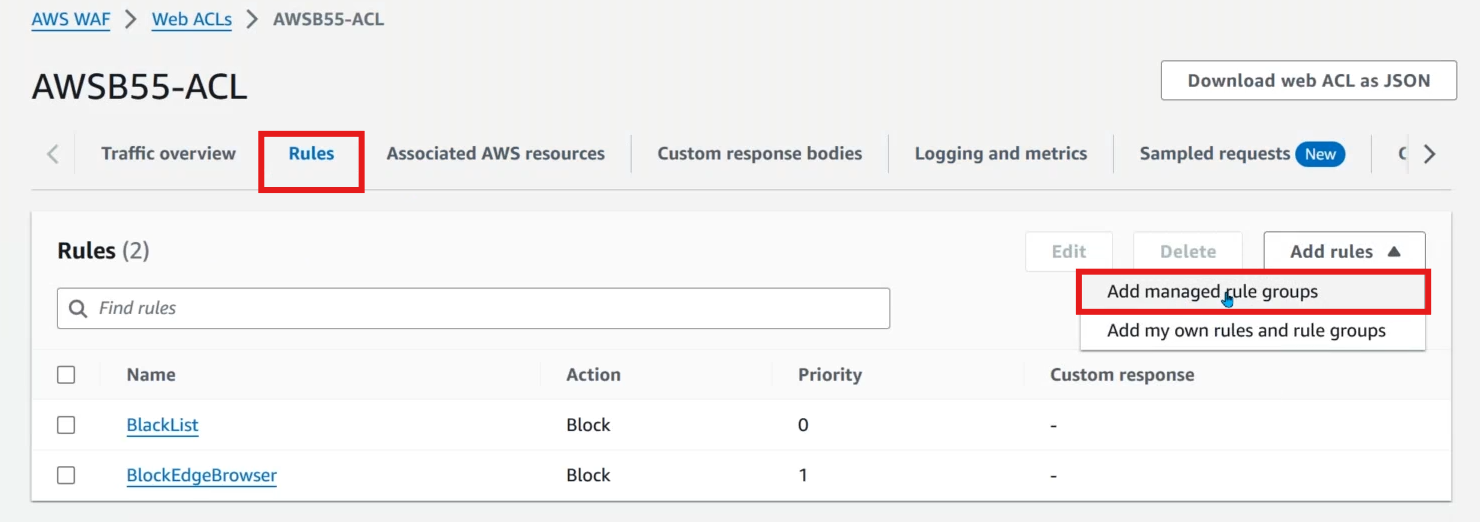 AWS WAF > Web ACLs > AWSB55-ACL
AWSB55-ACL
Download web ACL as JSON
Traffic overview Rules Associated AWS resources Custom response bodies Logging and metrics Sampled requests New
Rules (2)
Edit Delete Add rules
Add managed rule groups
Find rules
Add my own rules and rule groups
Name Action Priority Custom response
BlackList Block 0 -
BlockEdgeBrowser Block 1 -